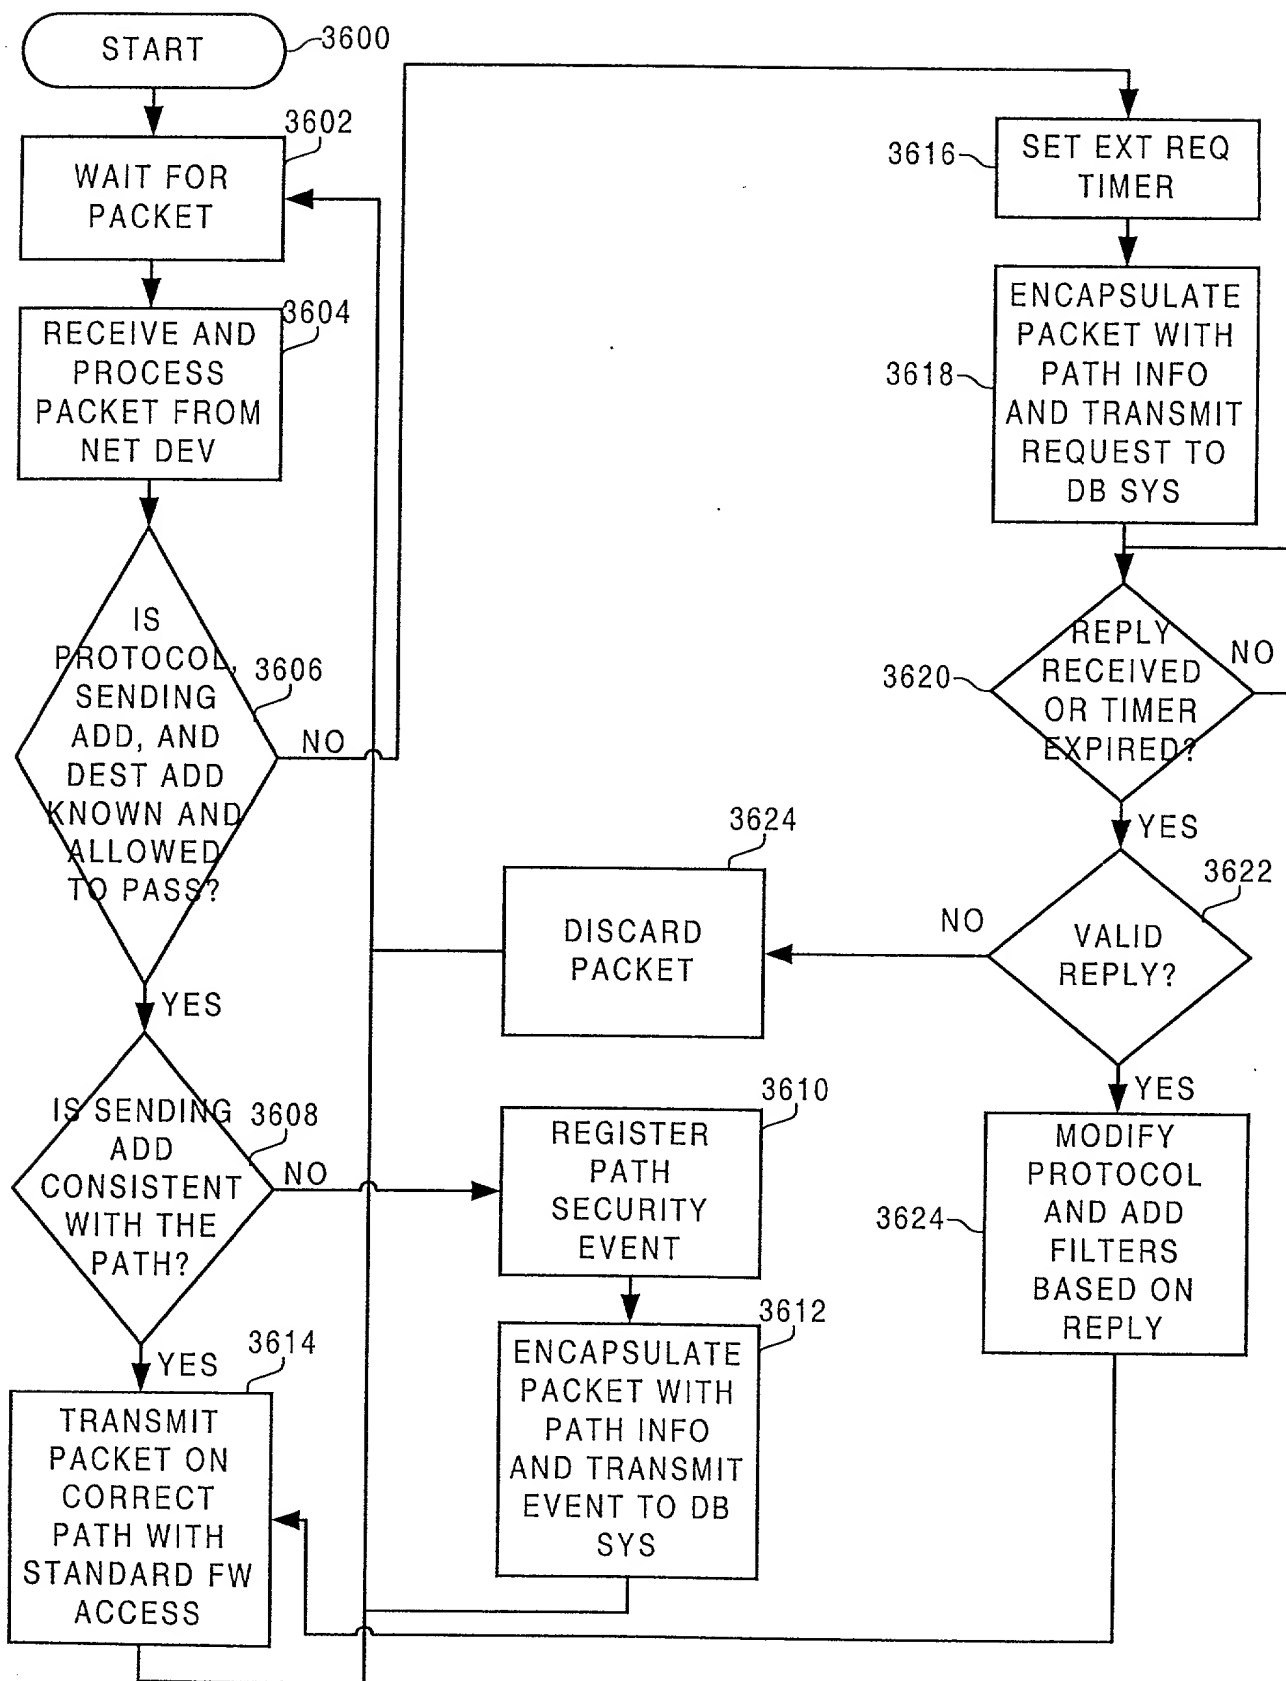 START
3600
3602
WAIT FOR
PACKET
3604
RECEIVE AND
PROCESS
PACKET FROM
NET DEV
IS
PROTOCOL,
SENDING
ADD, AND
DEST ADD
KNOWN AND
ALLOWED
TO PASS?
3606
NO
YES
IS SENDING
ADD
CONSISTENT
WITH THE
PATH?
3608
NO
YES
3614
TRANSMIT
PACKET ON
CORRECT
PATH WITH
STANDARD FW
ACCESS
3610
REGISTER
PATH
SECURITY
EVENT
3612
ENCAPSULATE
PACKET WITH
PATH INFO
AND TRANSMIT
EVENT TO DB
SYS
3616
SET EXT REQ
TIMER
3618
ENCAPSULATE
PACKET WITH
PATH INFO
AND TRANSMIT
REQUEST TO
DB SYS
3620
REPLY
RECEIVED
OR TIMER
EXPIRED?
NO
YES
3622
VALID
REPLY?
NO
3624
DISCARD
PACKET
YES
3624
MODIFY
PROTOCOL
AND ADD
FILTERS
BASED ON
REPLY